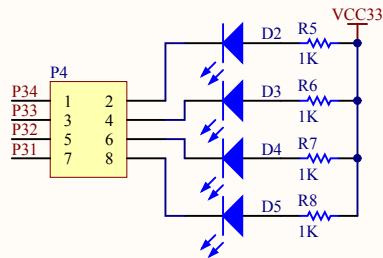 VCC33
D2 R5
1K
P4
P34 1 2
P33 3 4
P32 5 6
P31 7 8
D3 R6
1K
D4 R7
1K
D5 R8
1K